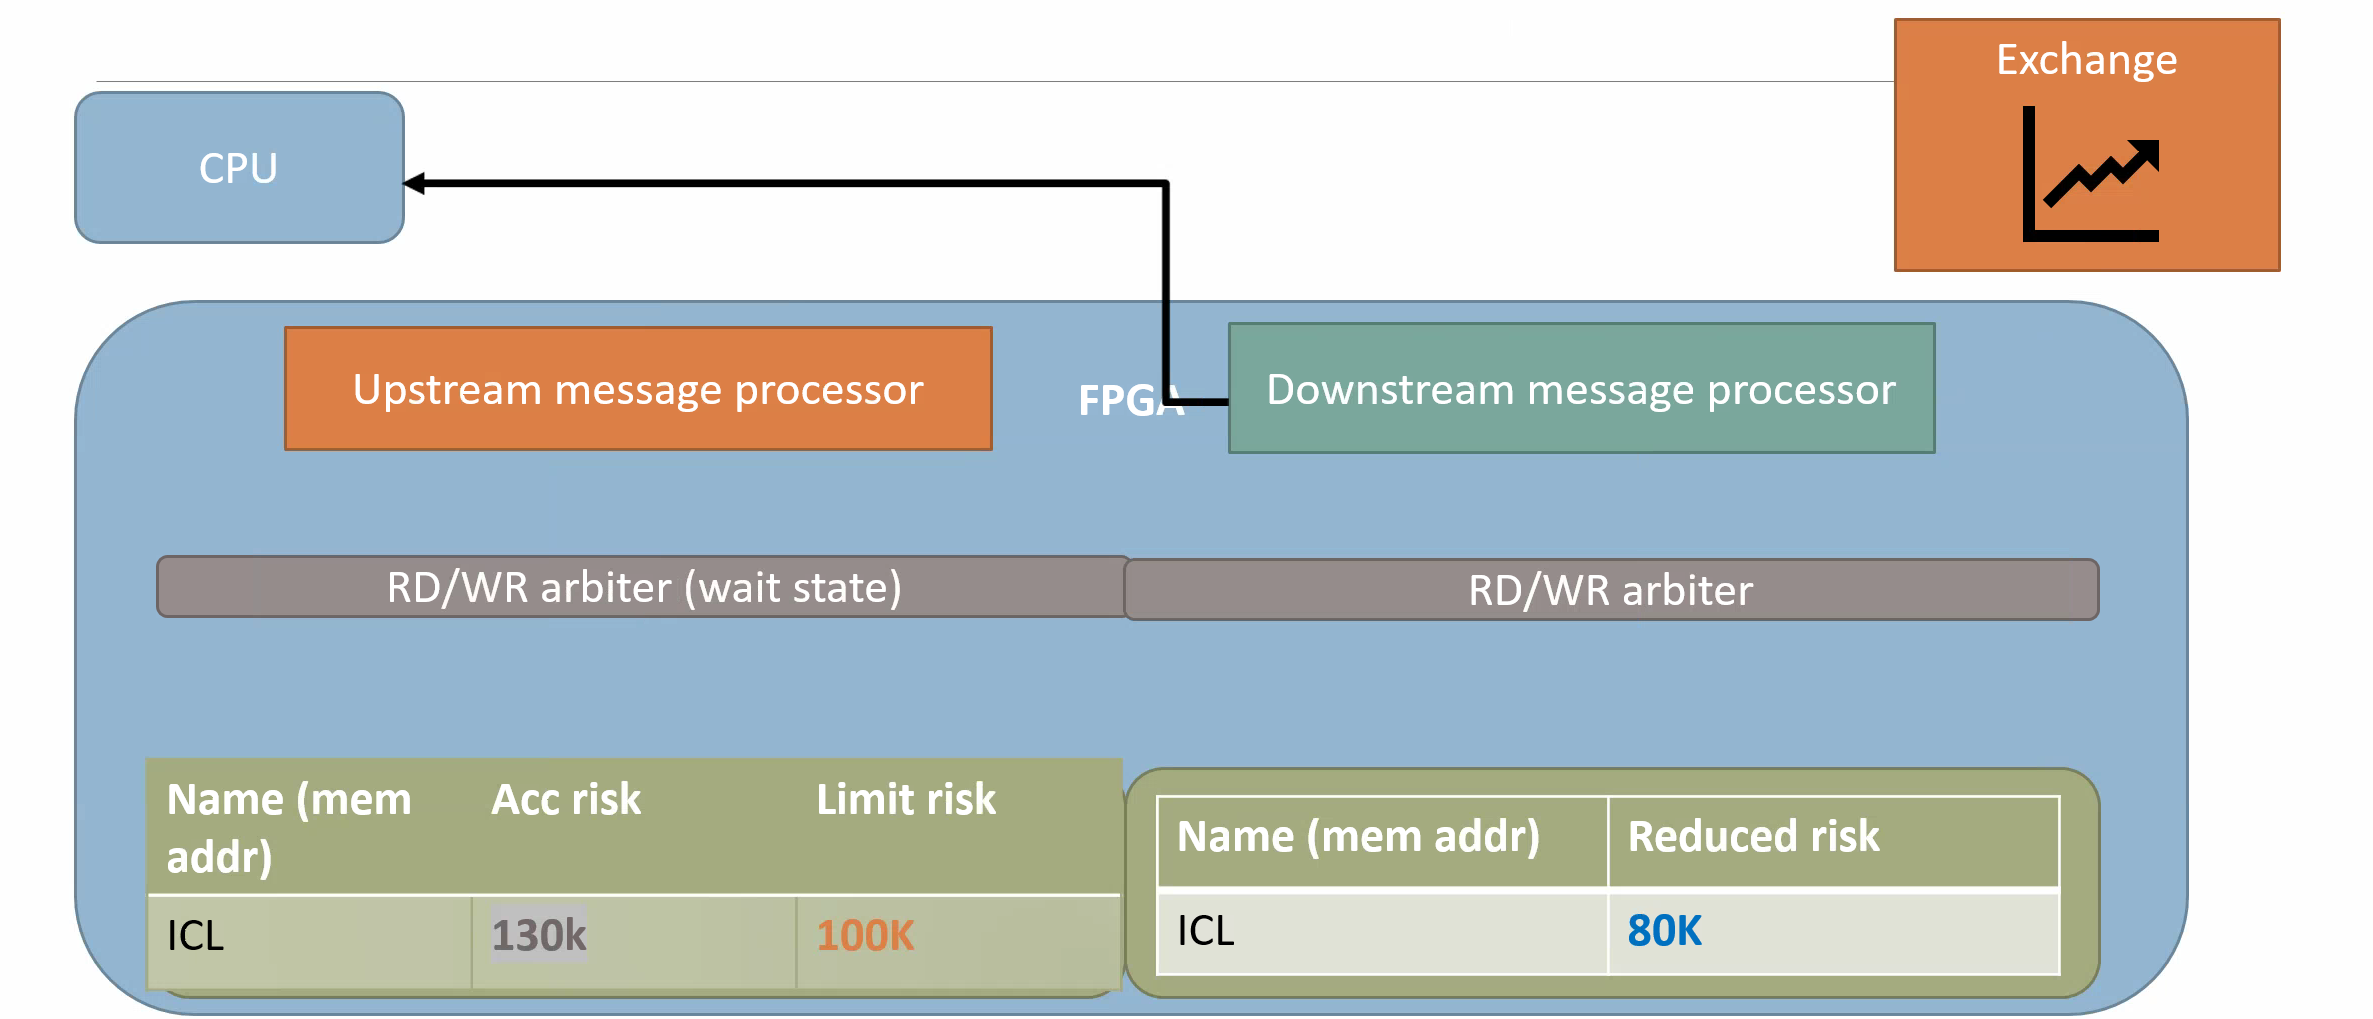 Exchange
CPU
Upstream message processor
FPGA
Downstream message processor
RD/WR arbiter (wait state)
RD/WR arbiter
Name (mem addr)
Acc risk
Limit risk
ICL
130k
100K
Name (mem addr)
Reduced risk
ICL
80K